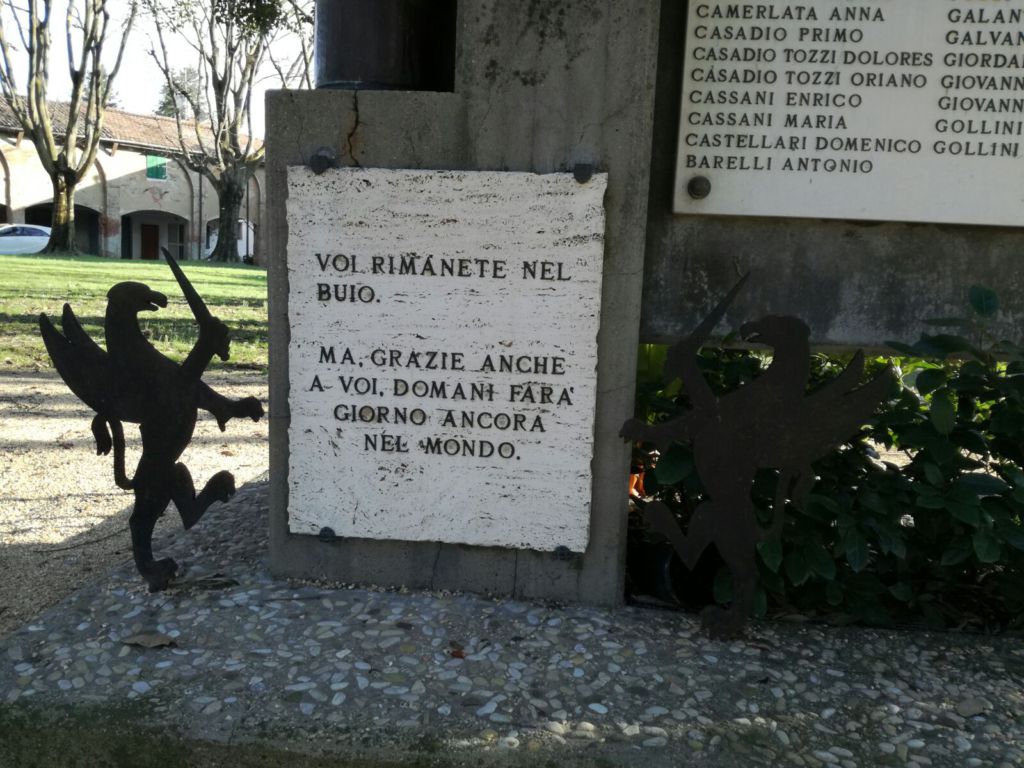 VOI RIMANETE NEL
BUIO.
MA, GRAZIE ANCHE
A VOI, DOMANI FARA'
GIORNO ANCORA
NEL MONDO.
CAMERLATA ANNA
CASADIO PRIMO
CASADIO TOZZI DOLORES
CASADIO TOZZI ORIANO
CASSANI ENRICO
CASSANI MARIA
CASTELLARI DOMENICO
BARELLI ANTONIO
GALAN
GALVAN
GIORDA
GIOVANN
GIOVANN
GOLLINI
GOLLINI